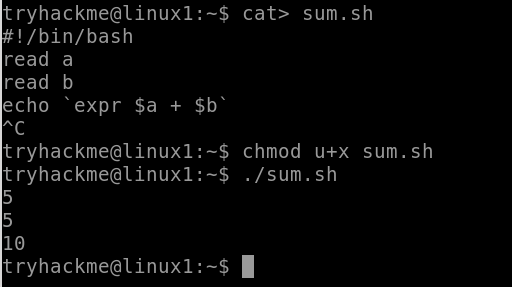 tryhackme@linux1:~$ cat> sum.sh
#!/bin/bash
read a
read b
echo `expr $a + $b`
^C
tryhackme@linux1:~$ chmod u+x sum.sh
tryhackme@linux1:~$ ./sum.sh
5
5
10
tryhackme@linux1:~$